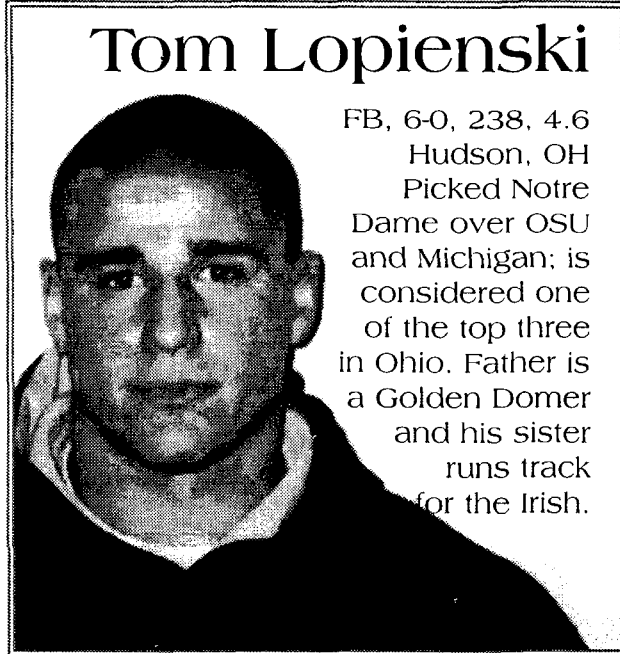 Tom Lopienski
FB, 6-0, 238, 4.6
Hudson, OH
Picked Notre
Dame over OSU
and Michigan; is
considered one
of the top three
in Ohio. Father is
a Golden Domer
and his sister
runs track
for the Irish.